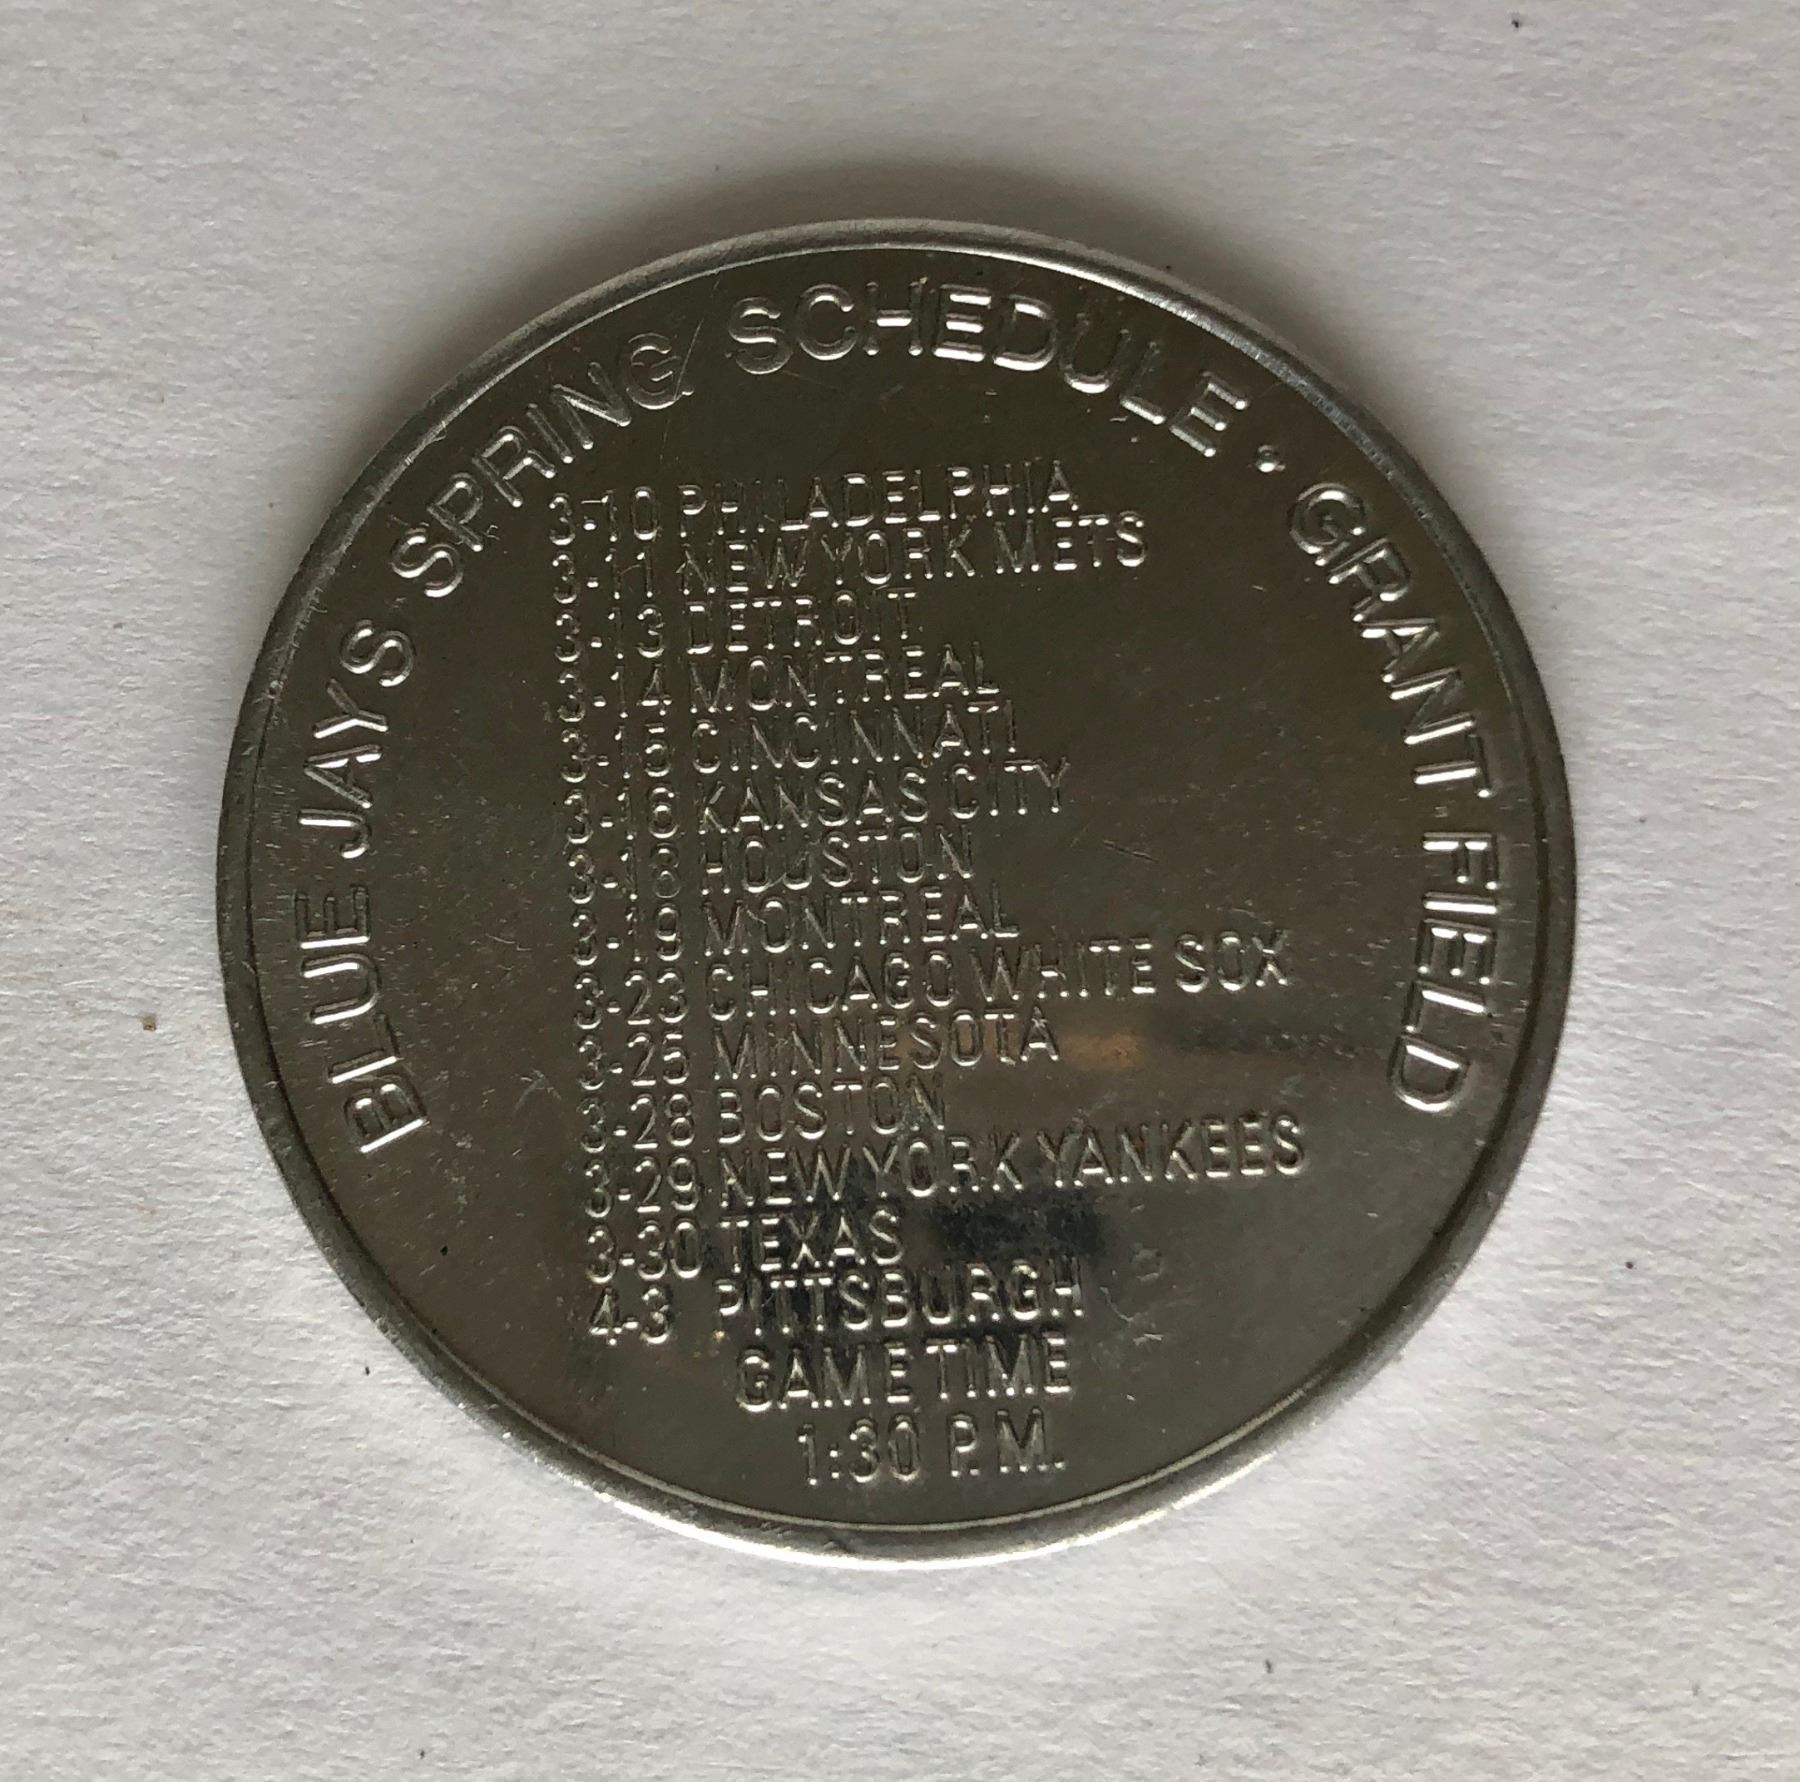 BLUE JAYS SPRING SCHEDULE · GRANT FIELD
3-10 PHILADELPHIA
3-11 NEW YORK METS
3-13 DETROIT
3-14 MONTREAL
3-15 CINCINNATI
3-16 KANSAS CITY
3-18 HOUSTON
3-19 MONTREAL
3-23 CHICAGO WHITE SOX
3-25 MINNESOTA
3-28 BOSTON
3-29 NEW YORK YANKEES
3-30 TEXAS
4-3 PITTSBURGH
GAME TIME
1:30 P.M.